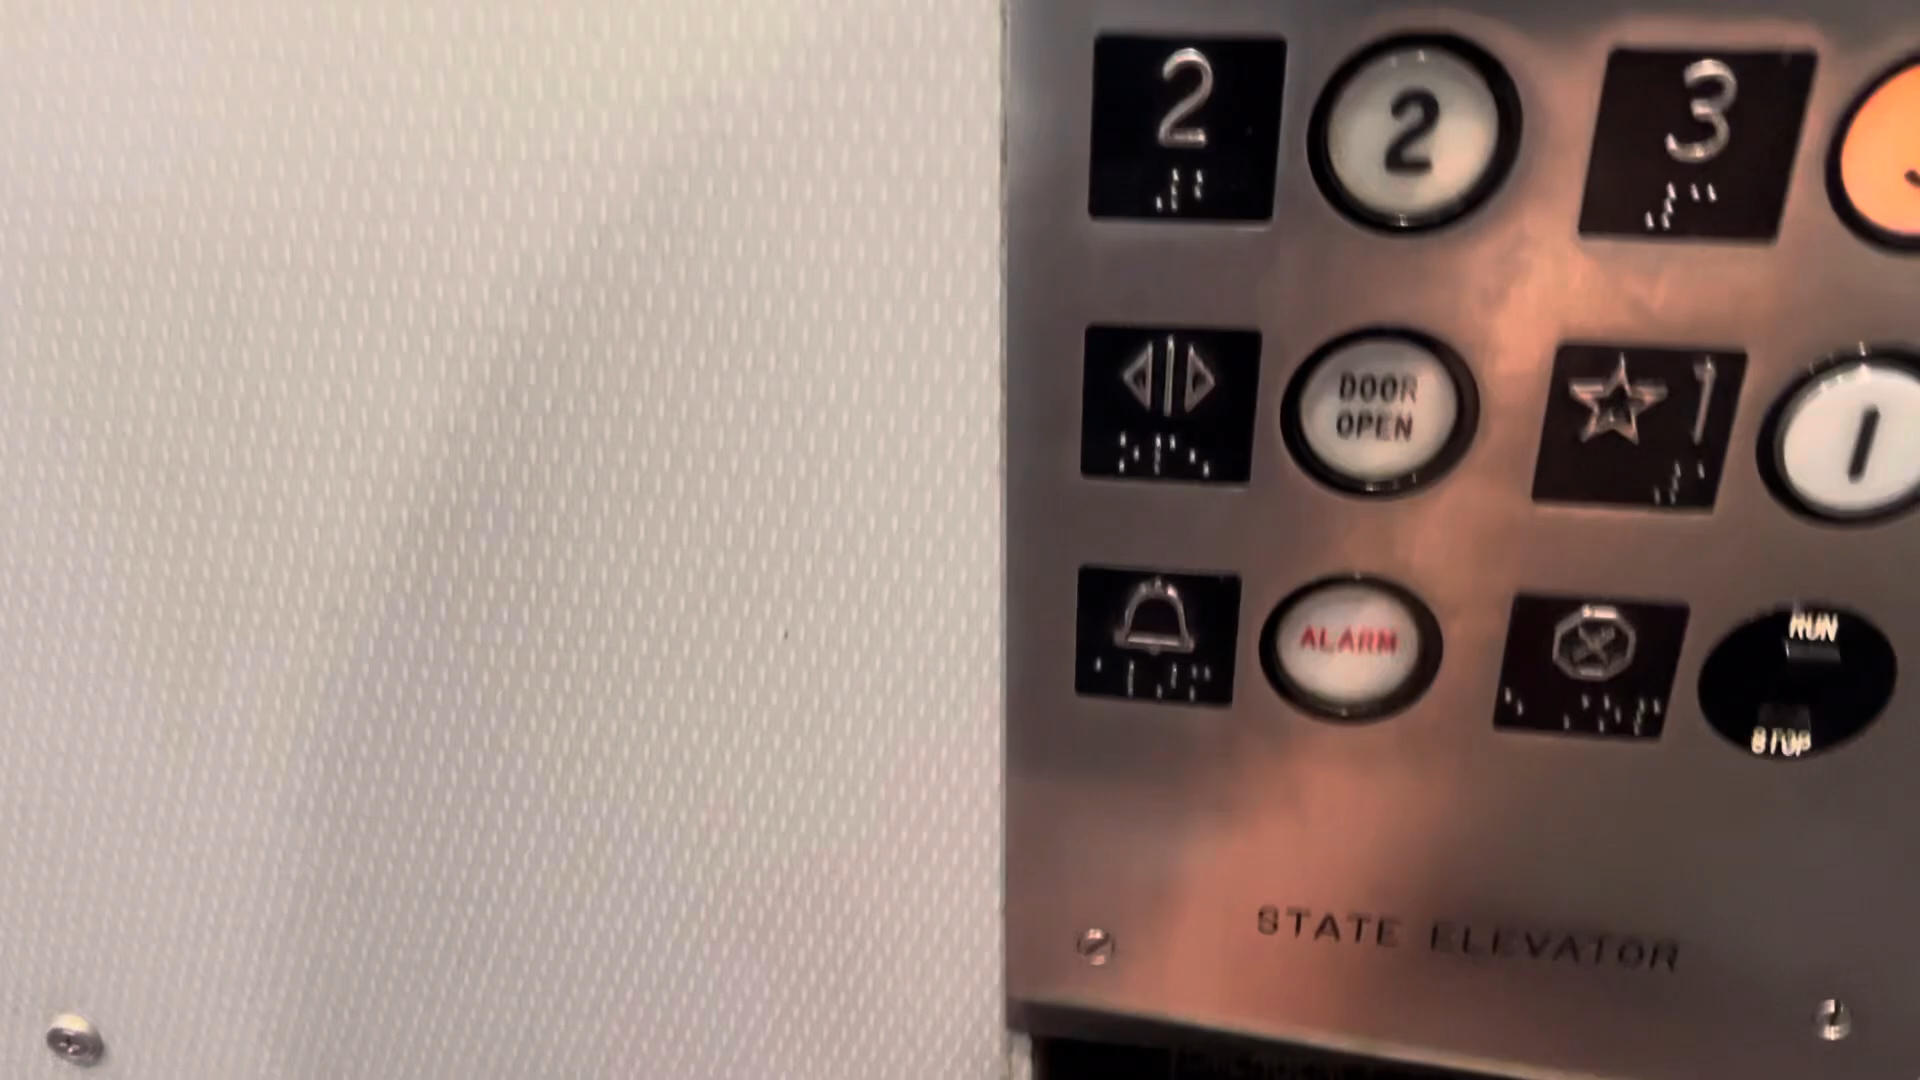 2 2 3
DOOR
OPEN
1 1
ALARM
RUN
STOP
STATE ELEVATOR